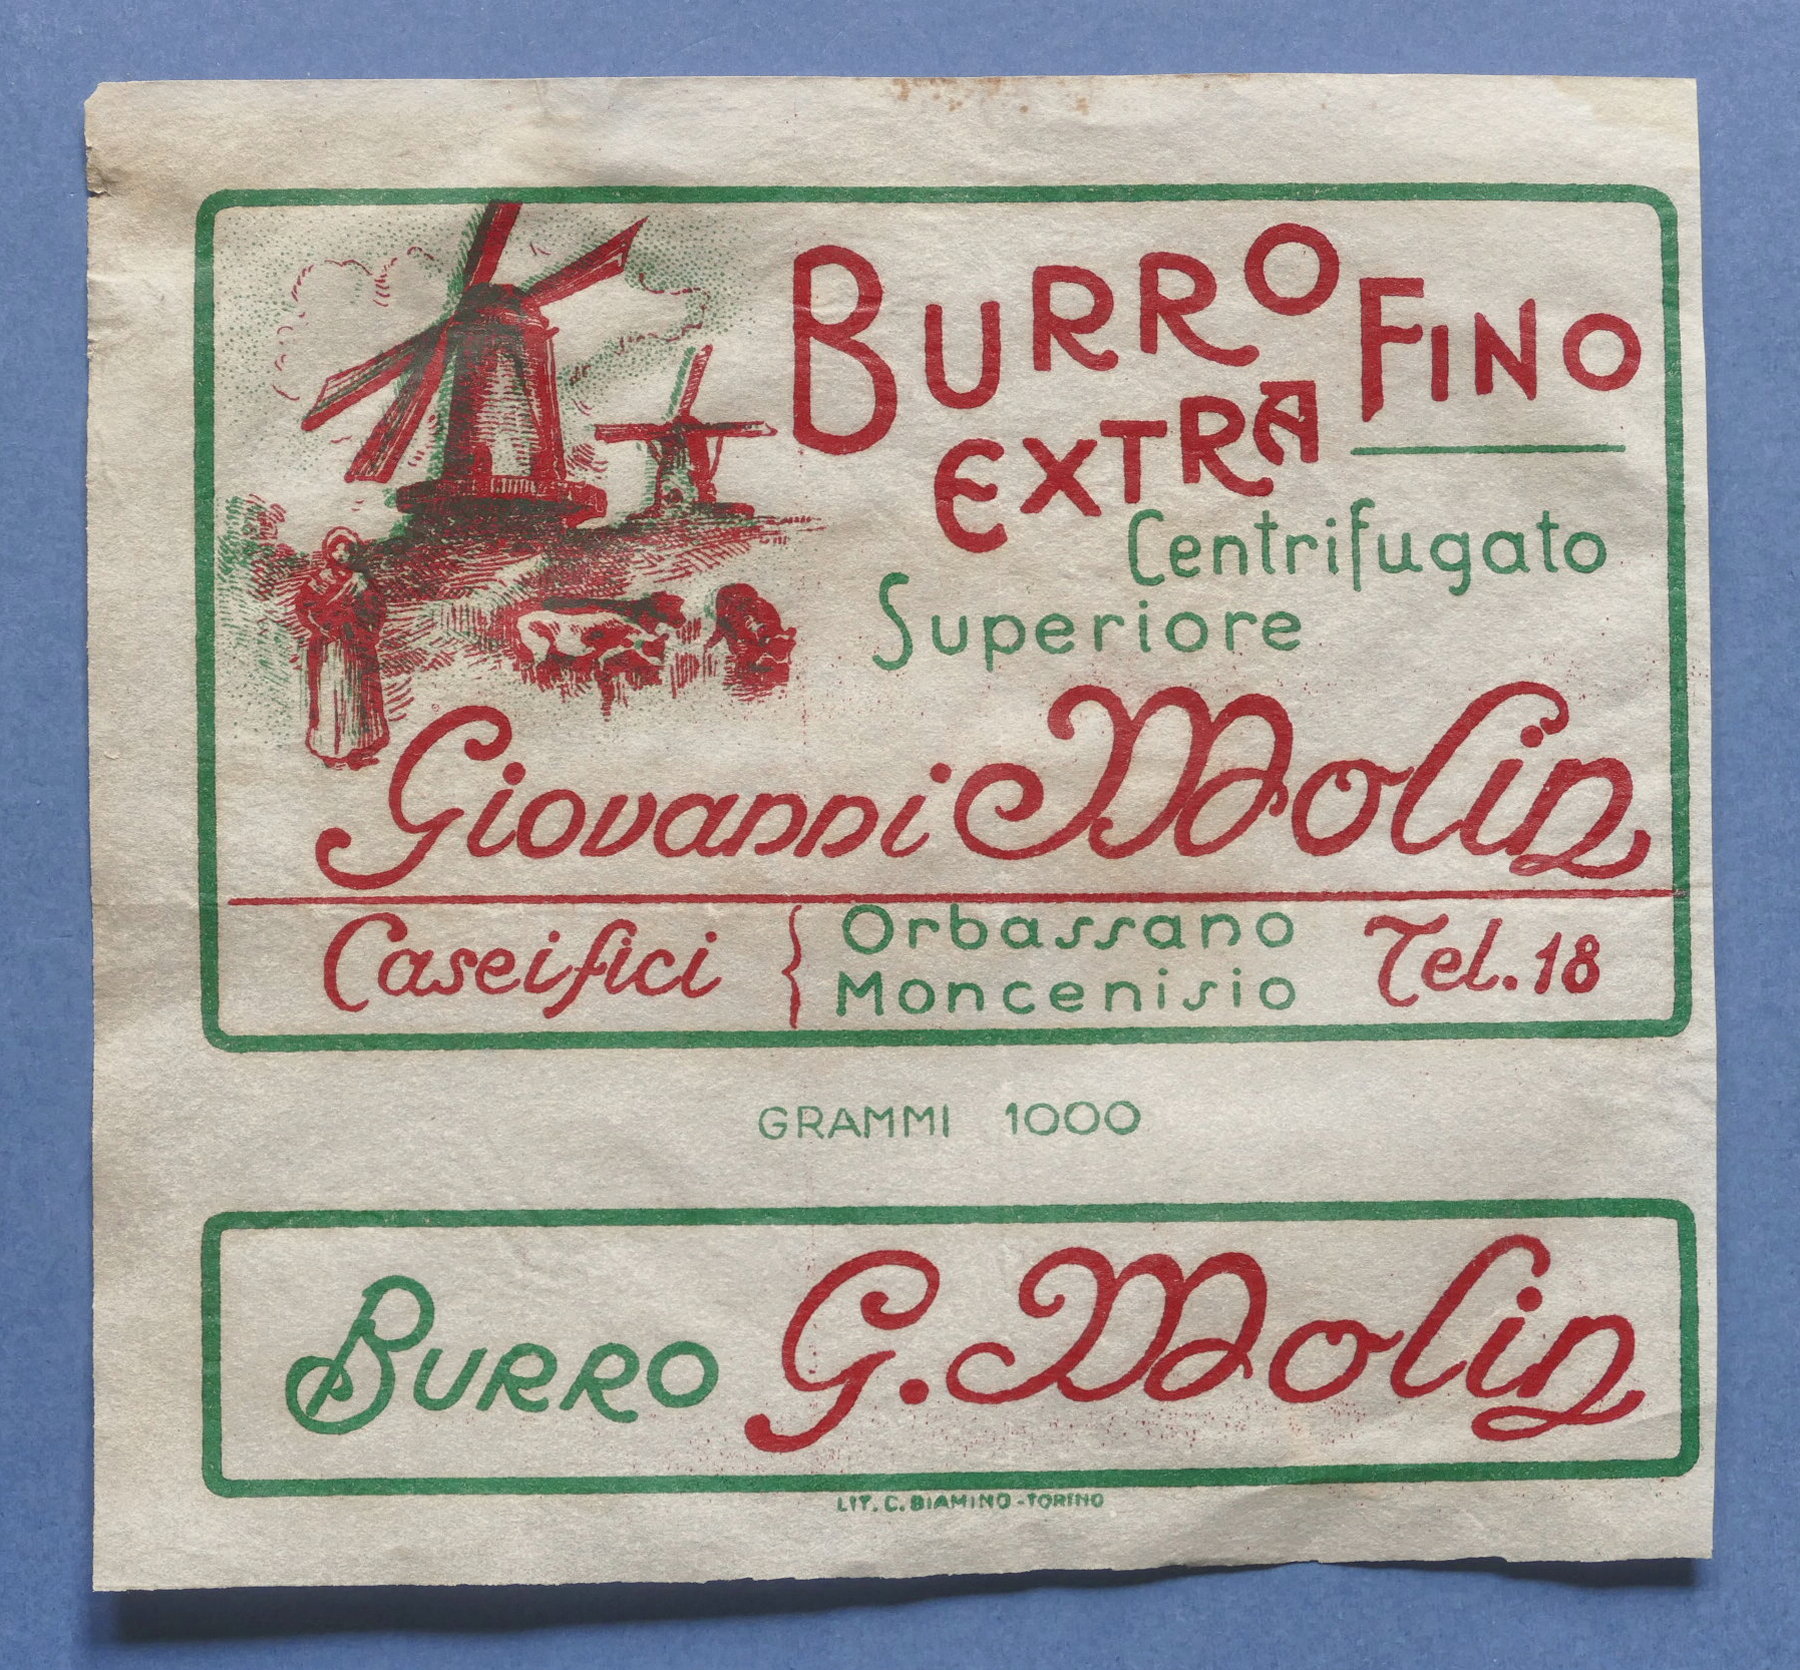 BURRO FINO
EXTRA
Centrifugato
Superiore
Giovanni Molin
Caseifici { Orbassano
Moncenisio
Tel. 18
GRAMMI 1000
BURRO G. Molin
LIT. C. BIAMINO - TORINO